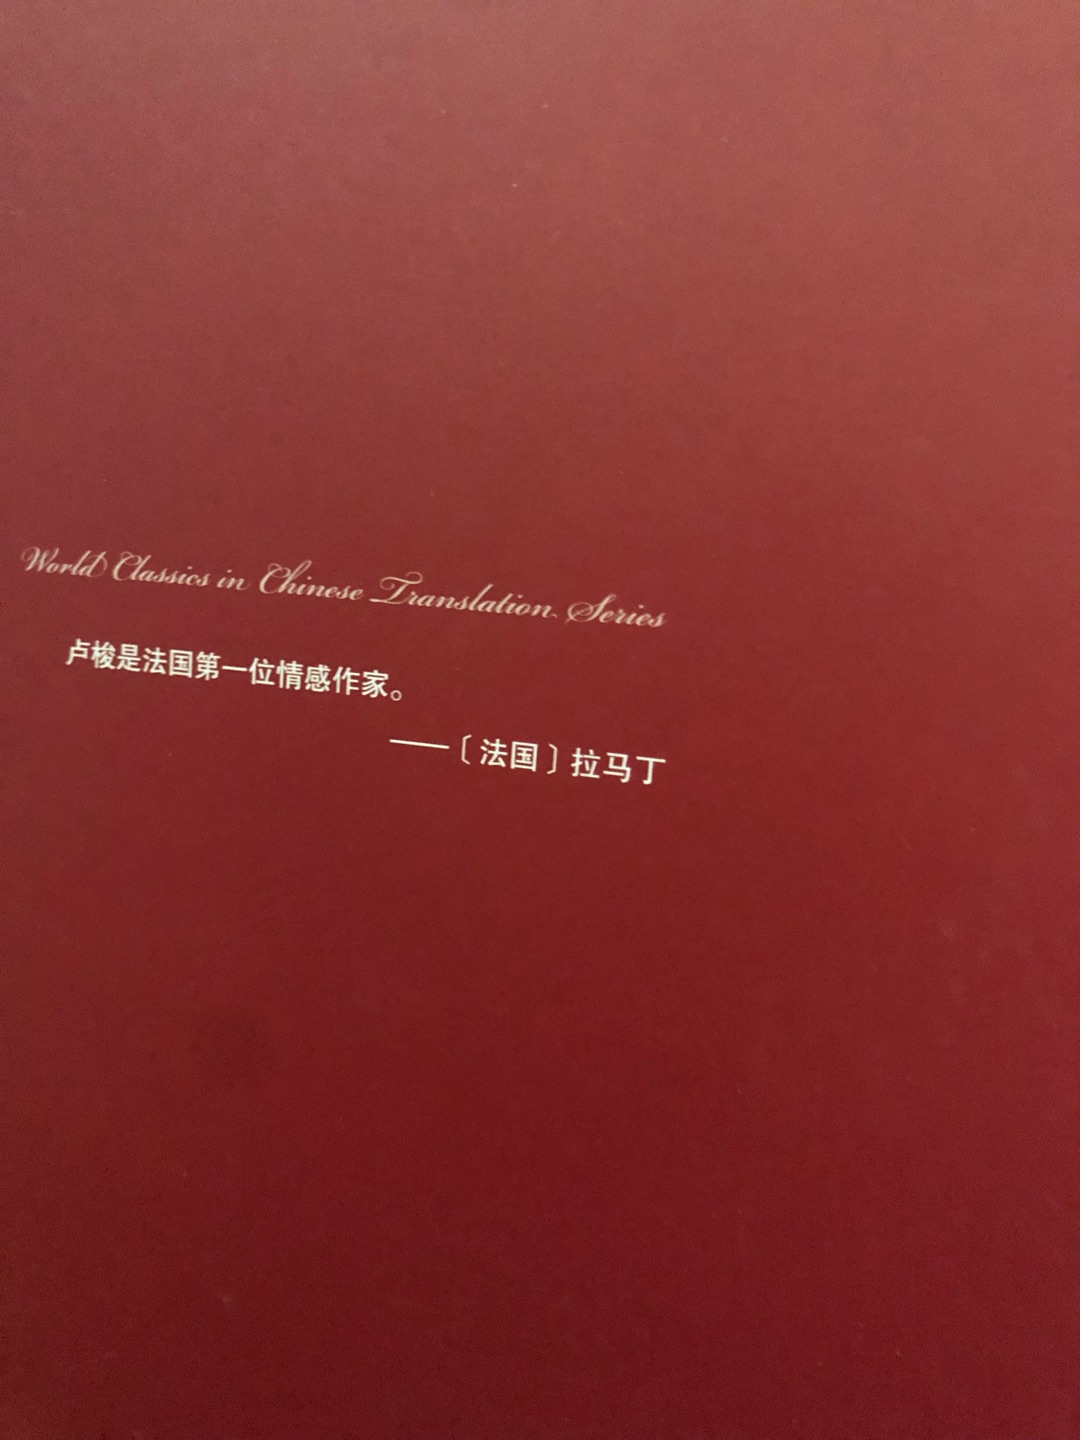 World Classics in Chinese Translation Series
卢梭是法国第一位情感作家。
——〔法国〕拉马丁